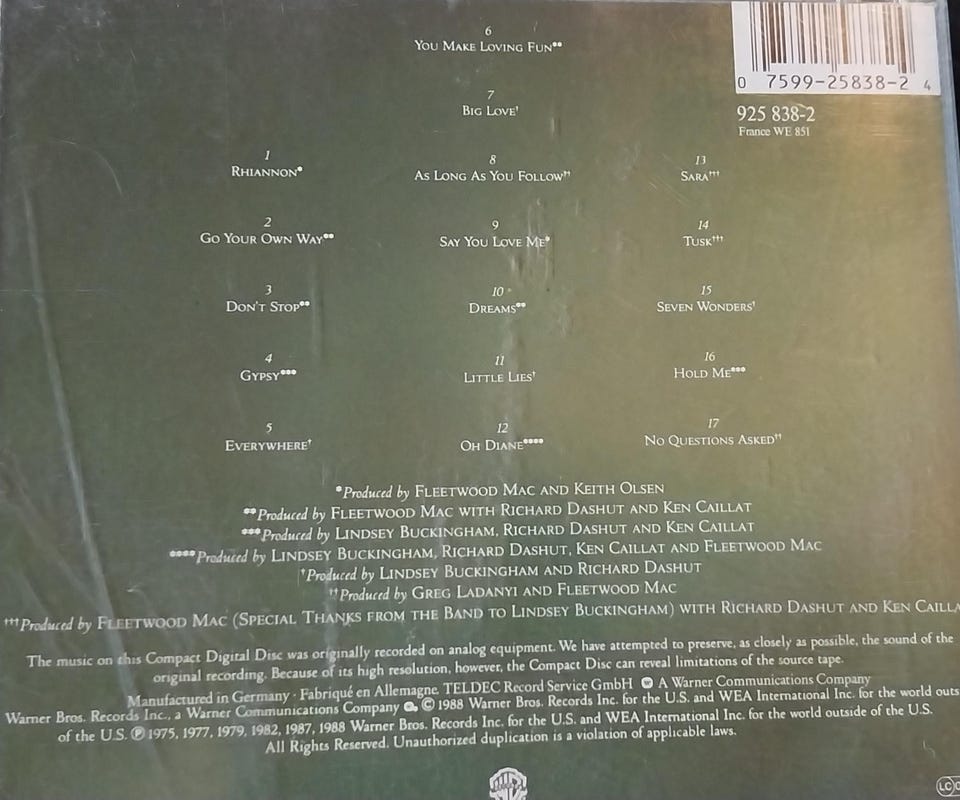 6
YOU MAKE LOVING FUN**
7
BIG LOVE†
0 7599-25838-2 4
925 838-2
France WE 851
1
RHIANNON*
2
GO YOUR OWN WAY**
3
DON'T STOP**
4
GYPSY***
5
EVERYWHERE†
8
AS LONG AS YOU FOLLOW††
9
SAY YOU LOVE ME*
10
DREAMS**
11
LITTLE LIES†
12
OH DIANE****
13
SARA†††
14
TUSK†††
15
SEVEN WONDERS†
16
HOLD ME***
17
NO QUESTIONS ASKED††
*Produced by FLEETWOOD MAC AND KEITH OLSEN
**Produced by FLEETWOOD MAC WITH RICHARD DASHUT AND KEN CAILLAT
***Produced by LINDSEY BUCKINGHAM, RICHARD DASHUT AND KEN CAILLAT
****Produced by LINDSEY BUCKINGHAM, RICHARD DASHUT, KEN CAILLAT AND FLEETWOOD MAC
†Produced by LINDSEY BUCKINGHAM AND RICHARD DASHUT
††Produced by GREG LADANYI AND FLEETWOOD MAC
†††Produced by FLEETWOOD MAC (SPECIAL THANKS FROM THE BAND TO LINDSEY BUCKINGHAM) WITH RICHARD DASHUT AND KEN CAILLA
The music on this Compact Digital Disc was originally recorded on analog equipment. We have attempted to preserve, as closely as possible, the sound of the
original recording. Because of its high resolution, however, the Compact Disc can reveal limitations of the source tape.
Manufactured in Germany · Fabriqué en Allemagne. TELDEC Record Service GmbH A Warner Communications Company
Warner Bros. Records Inc., a Warner Communications Company ©1988 Warner Bros. Records Inc. for the U.S. and WEA International Inc. for the world outs
of the U.S. ℗1975, 1977, 1979, 1982, 1987, 1988 Warner Bros. Records Inc. for the U.S. and WEA International Inc. for the world outside of the U.S.
All Rights Reserved. Unauthorized duplication is a violation of applicable laws.
LC